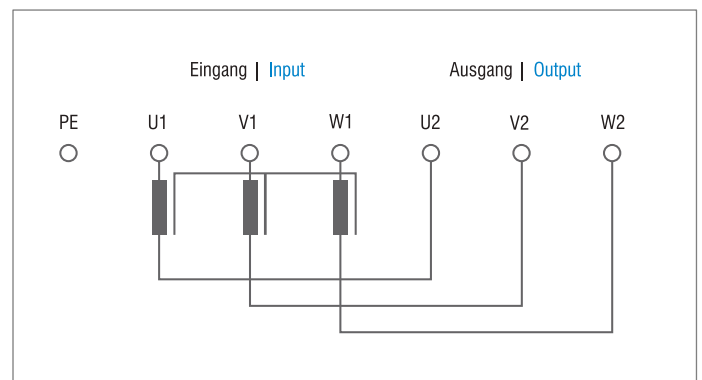 Eingang | Input Ausgang | Output
PE U1 V1 W1 U2 V2 W2